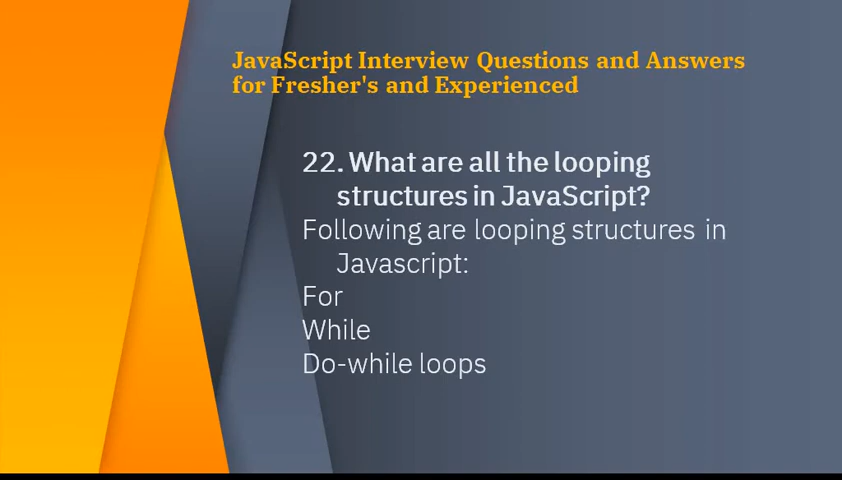 JavaScript Interview Questions and Answers
for Fresher's and Experienced
22. What are all the looping
structures in JavaScript?
Following are looping structures in
Javascript:
For
While
Do-while loops